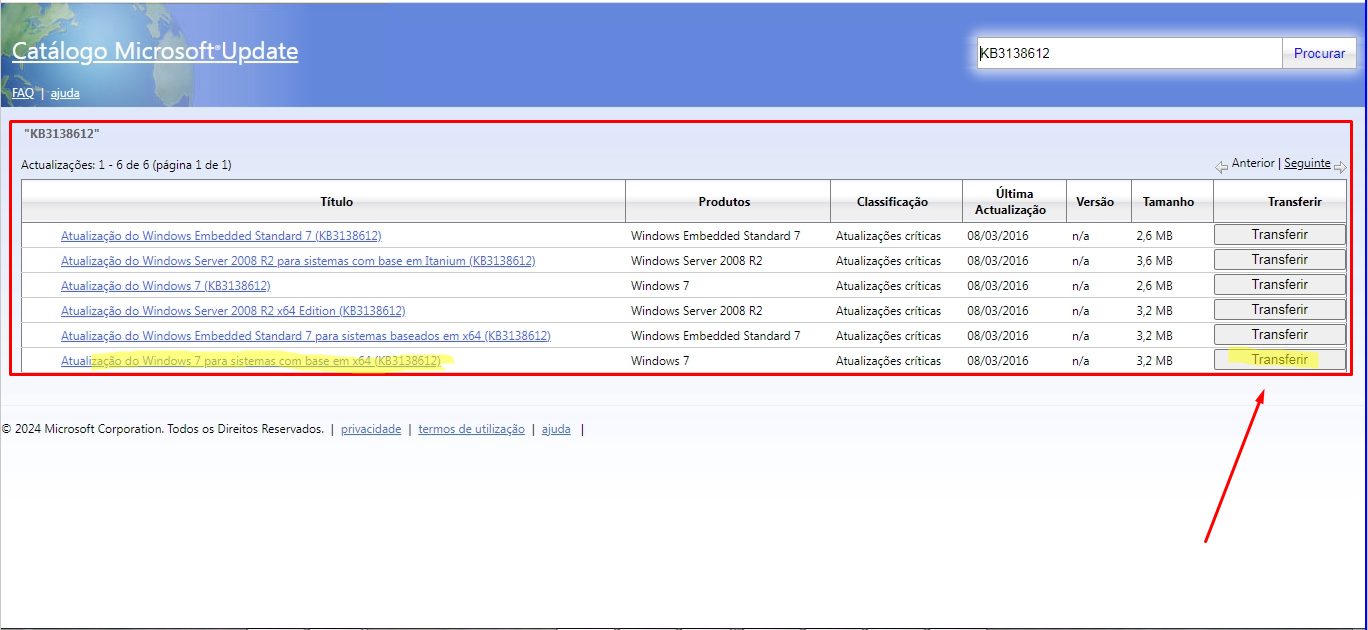 Catálogo Microsoft®Update
KB3138612
Procurar
FAQ | ajuda
"KB3138612"
Actualizações: 1 - 6 de 6 (página 1 de 1)
Anterior | Seguinte
Título Produtos Classificação Última Actualização Versão Tamanho Transferir
Atualização do Windows Embedded Standard 7 (KB3138612) Windows Embedded Standard 7 Atualizações críticas 08/03/2016 n/a 2,6 MB Transferir
Atualização do Windows Server 2008 R2 para sistemas com base em Itanium (KB3138612) Windows Server 2008 R2 Atualizações críticas 08/03/2016 n/a 3,6 MB Transferir
Atualização do Windows 7 (KB3138612) Windows 7 Atualizações críticas 08/03/2016 n/a 2,6 MB Transferir
Atualização do Windows Server 2008 R2 x64 Edition (KB3138612) Windows Server 2008 R2 Atualizações críticas 08/03/2016 n/a 3,2 MB Transferir
Atualização do Windows Embedded Standard 7 para sistemas baseados em x64 (KB3138612) Windows Embedded Standard 7 Atualizações críticas 08/03/2016 n/a 3,2 MB Transferir
Atualização do Windows 7 para sistemas com base em x64 (KB3138612) Windows 7 Atualizações críticas 08/03/2016 n/a 3,2 MB Transferir
© 2024 Microsoft Corporation. Todos os Direitos Reservados. | privacidade | termos de utilização | ajuda |